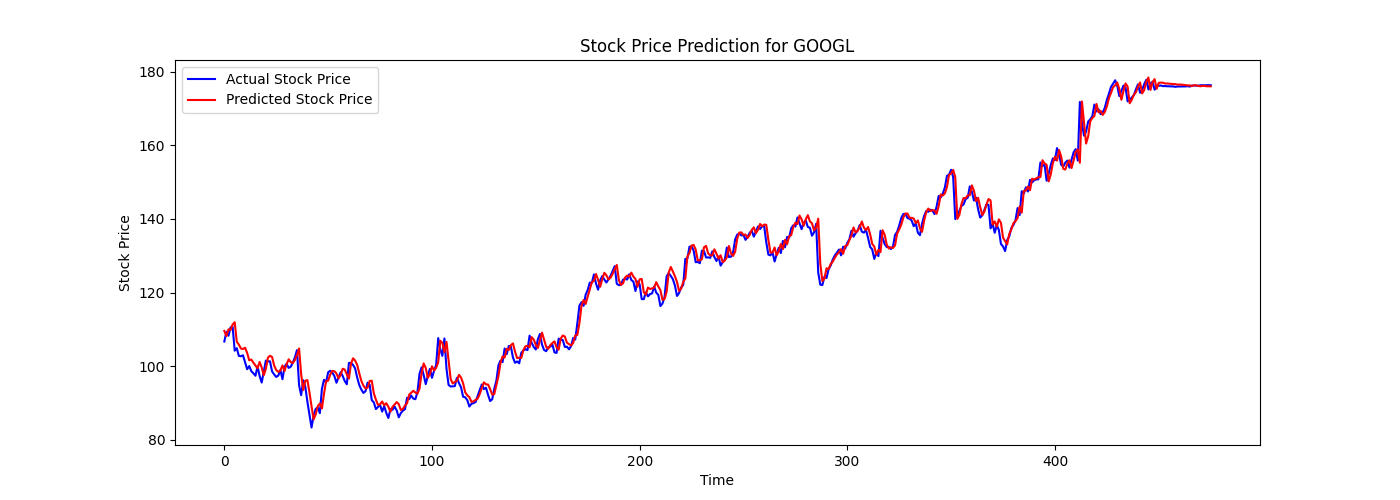 Stock Price Prediction for GOOGL
Actual Stock Price
Predicted Stock Price
180
160
140
120
100
80
Stock Price
0 100 200 300 400
Time